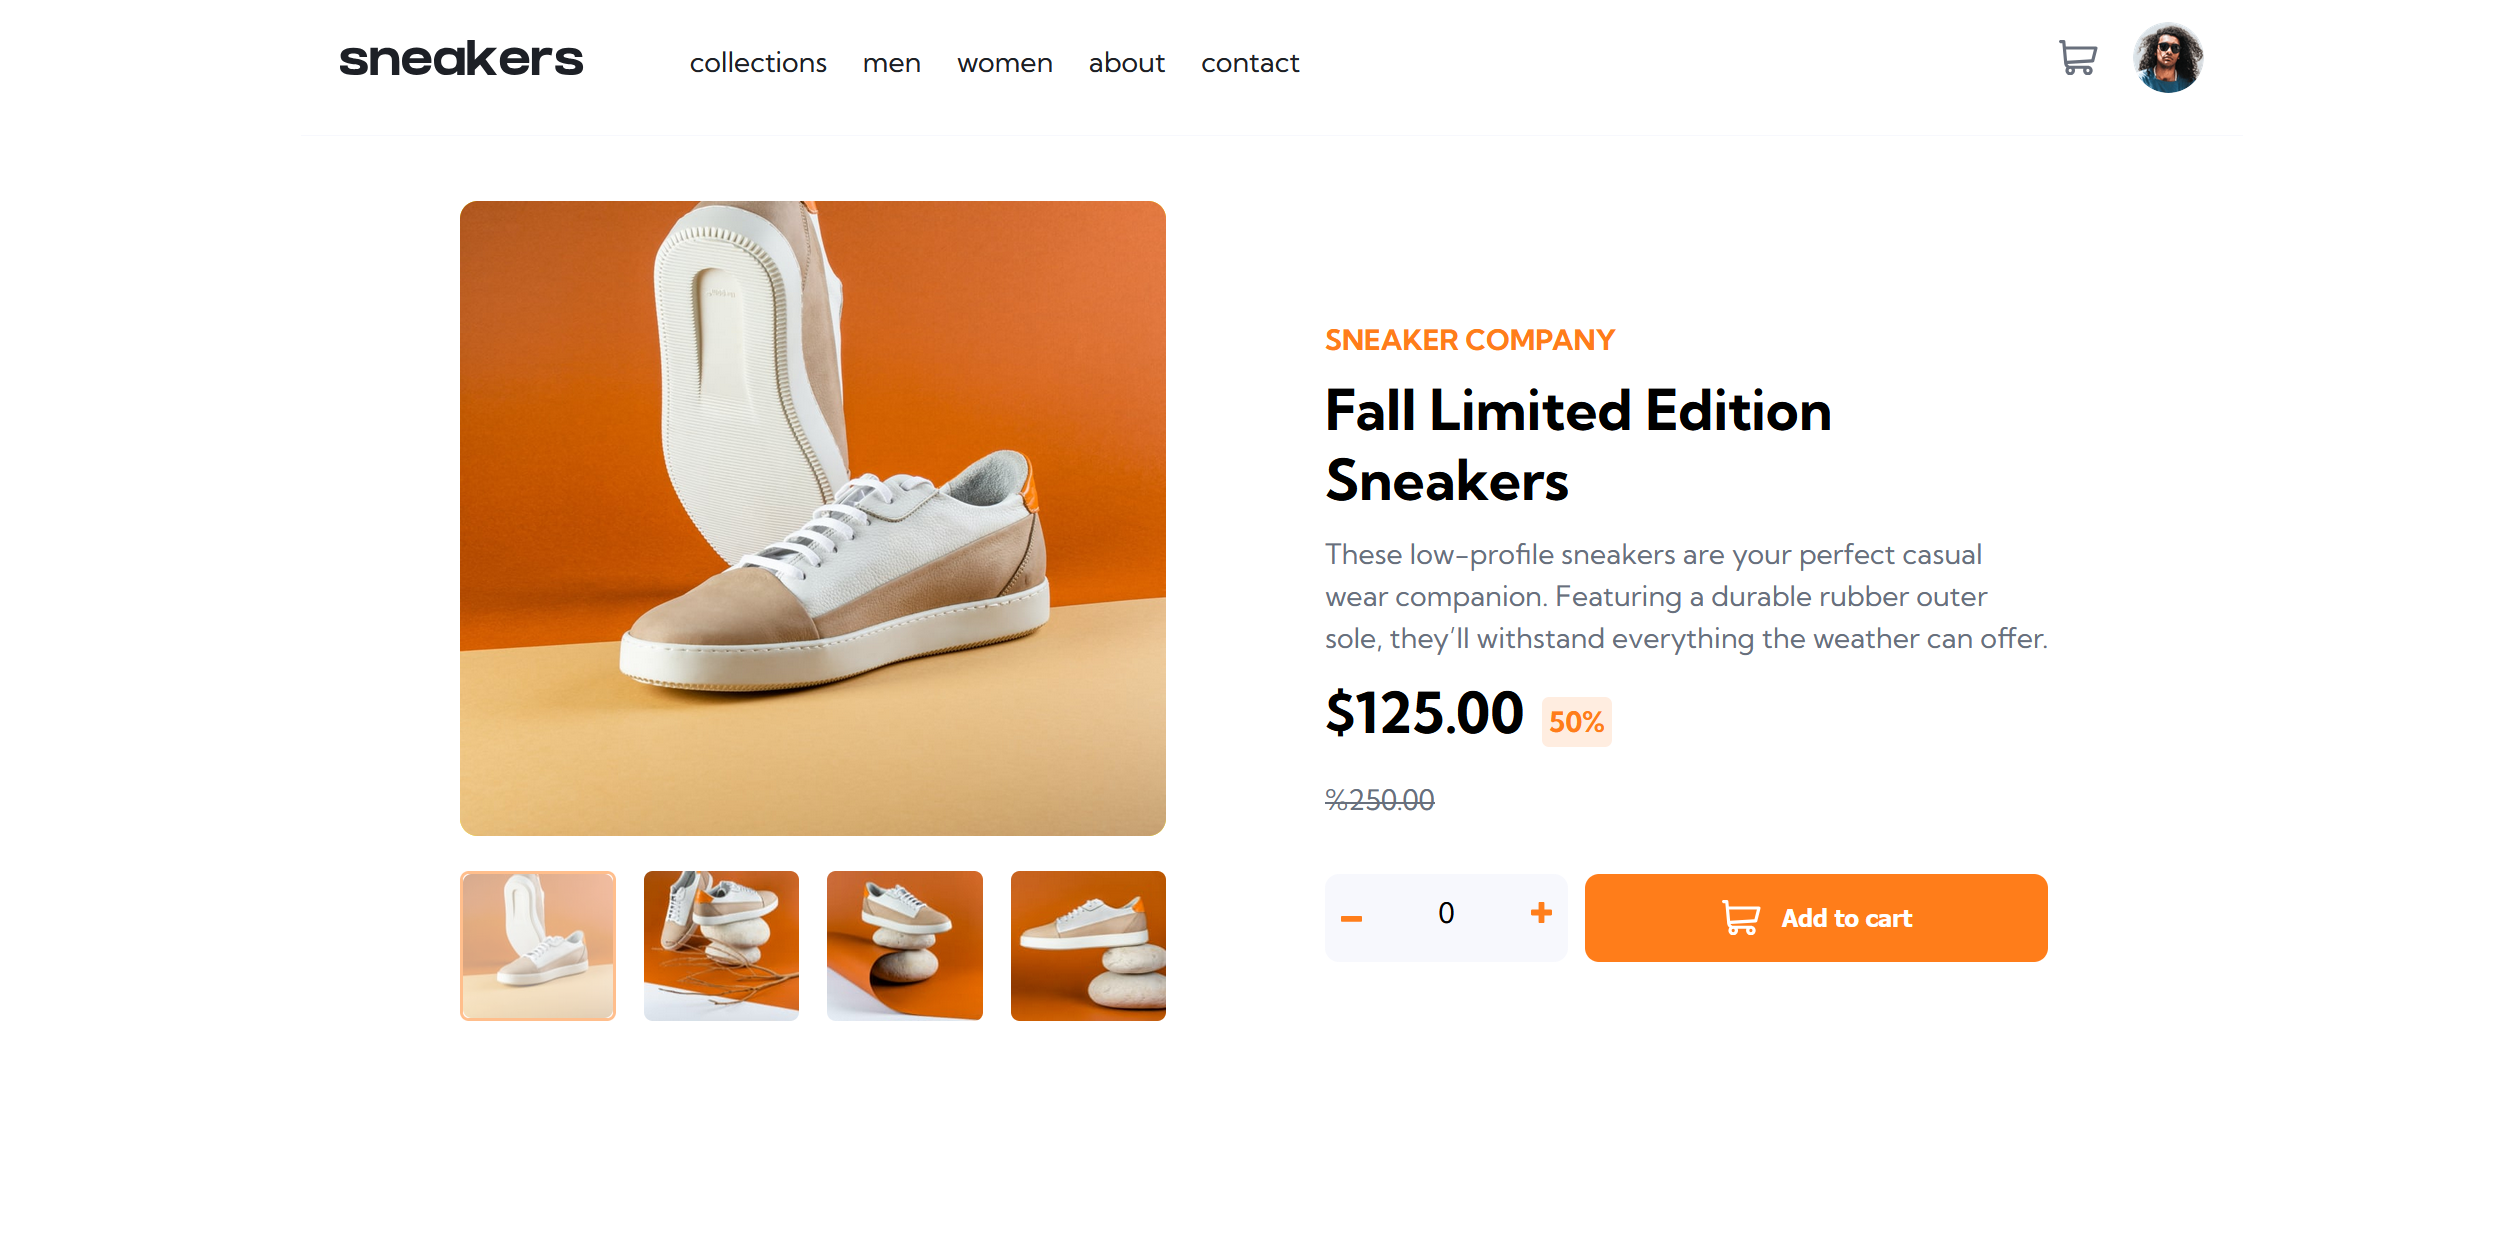 sneakers
collections men women about contact
SNEAKER COMPANY
Fall Limited Edition
Sneakers
These low-profile sneakers are your perfect casual
wear companion. Featuring a durable rubber outer
sole, they’ll withstand everything the weather can offer.
$125.00 50%
%250.00
0 Add to cart